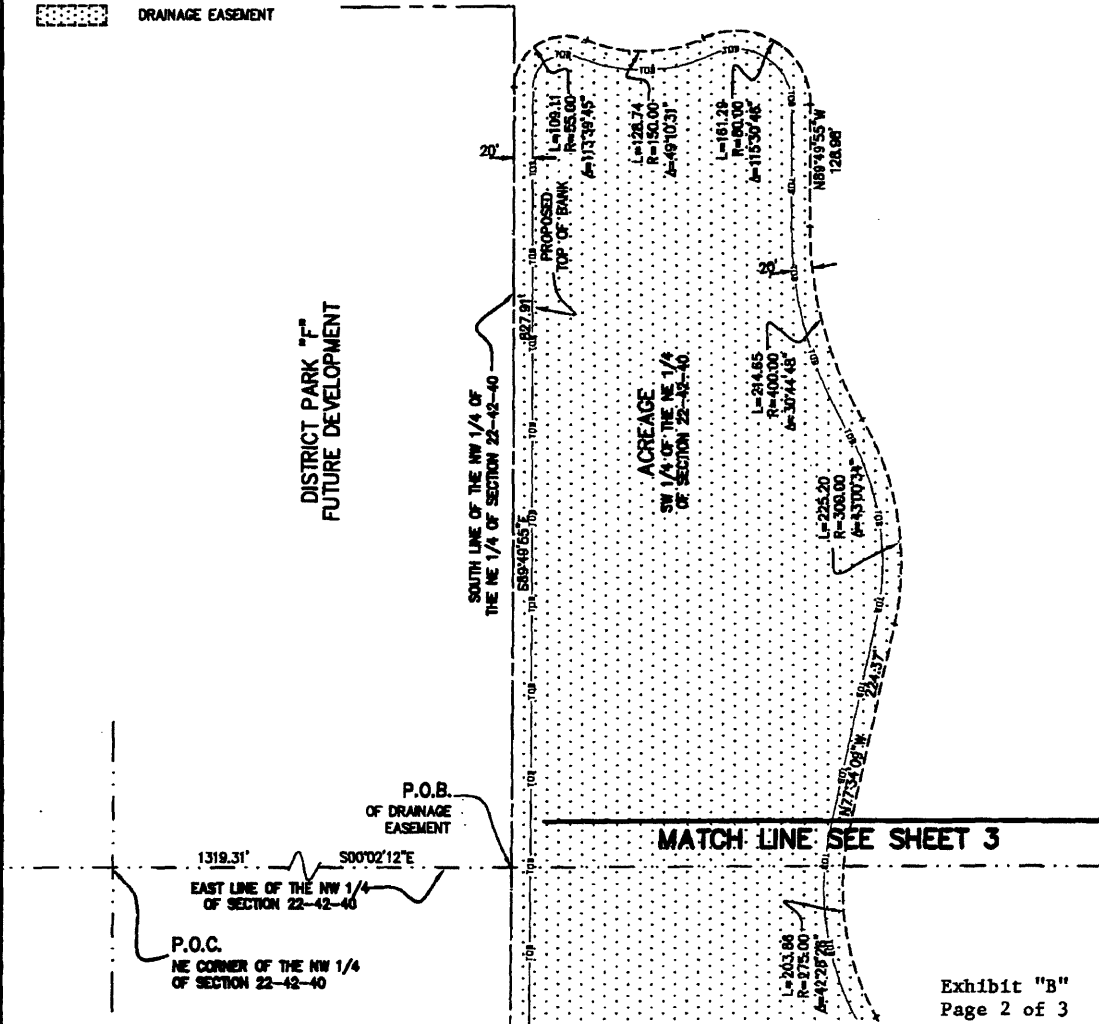 DRAINAGE EASEMENT
TOB
TOB
TOB
L=109.11
R=55.00
Δ=113°39'45"
L=128.74
R=150.00
Δ=49°10'31"
L=161.29
R=80.00
Δ=115°30'46"
N89°49'55"W
128.98'
20'
PROPOSED
TOP OF BANK
20'
827.91'
DISTRICT PARK "F"
FUTURE DEVELOPMENT
SOUTH LINE OF THE NW 1/4 OF
THE NE 1/4 OF SECTION 22-42-40
S89°49'55"E
ACREAGE
SW 1/4 OF THE NE 1/4
OF SECTION 22-42-40
L=214.65
R=400.00
Δ=30°44'48"
L=225.20
R=300.00
Δ=43°00'34"
224.37'
P.O.B.
OF DRAINAGE
EASEMENT
MATCH LINE SEE SHEET 3
1319.31'
S00°02'12"E
EAST LINE OF THE NW 1/4
OF SECTION 22-42-40
P.O.C.
NE CORNER OF THE NW 1/4
OF SECTION 22-42-40
L=203.86
R=275.00
Δ=42°28'28"
Exhibit "B"
Page 2 of 3